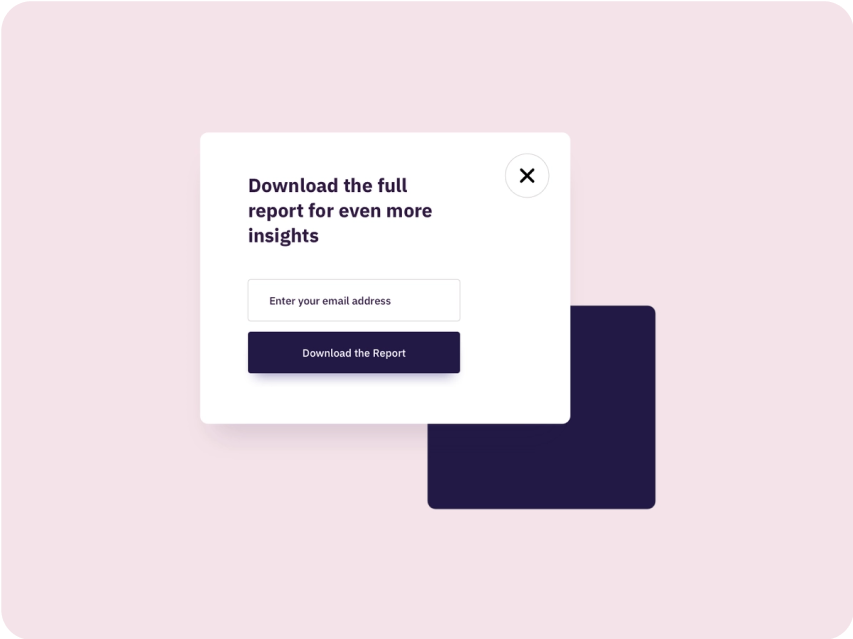 Download the full
report for even more
insights
Enter your email address
Download the Report